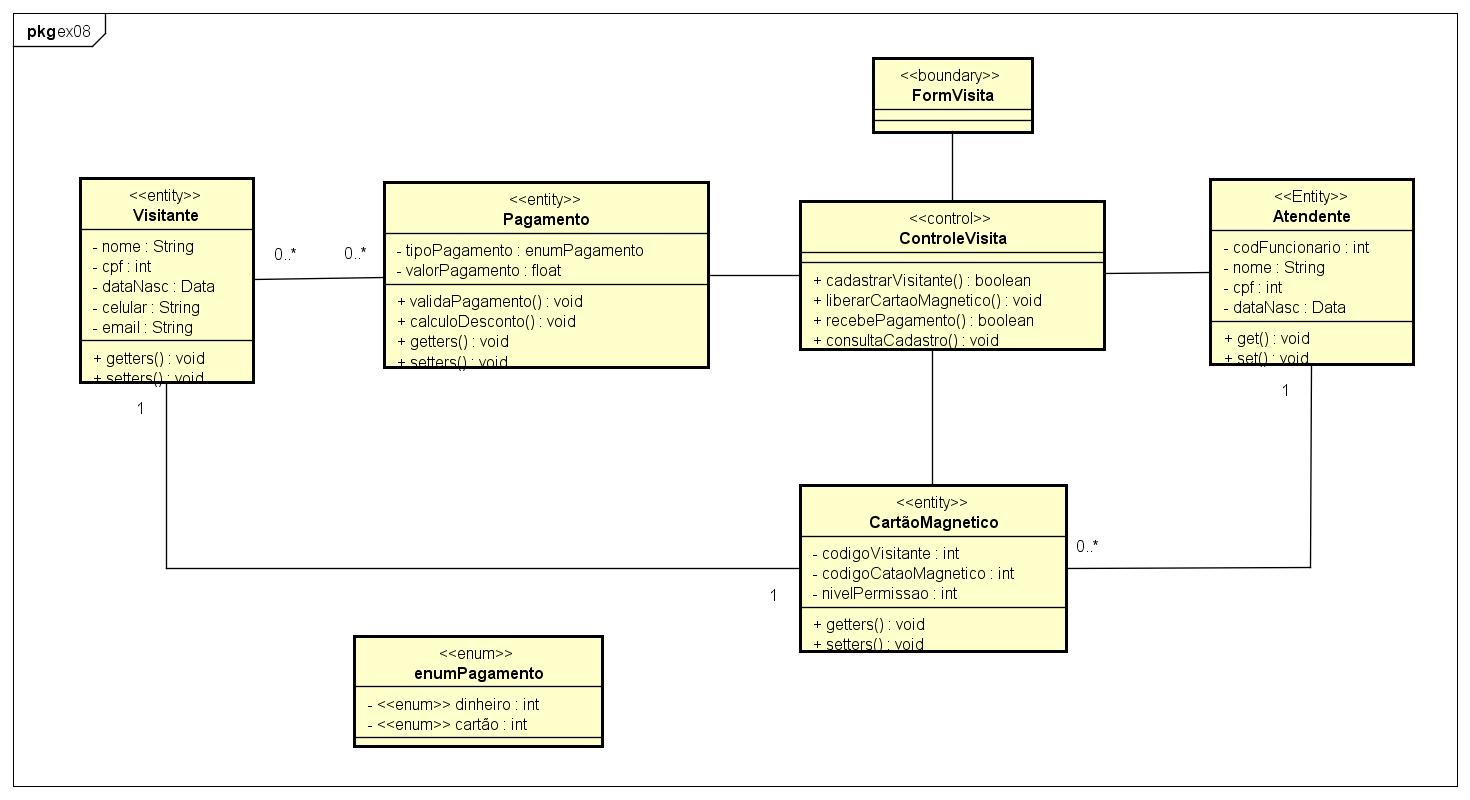 pkg ex08
<<boundary>>
FormVisita
<<entity>>
Visitante
- nome : String
- cpf : int
- dataNasc : Data
- celular : String
- email : String
+ getters() : void
+ setters() : void
0..*
0..*
<<entity>>
Pagamento
- tipoPagamento : enumPagamento
- valorPagamento : float
+ validaPagamento() : void
+ calculoDesconto() : void
+ getters() : void
+ setters() : void
<<control>>
ControleVisita
+ cadastrarVisitante() : boolean
+ liberarCartaoMagnetico() : void
+ recebePagamento() : boolean
+ consultaCadastro() : void
<<Entity>>
Atendente
- codFuncionario : int
- nome : String
- cpf : int
- dataNasc : Data
+ get() : void
+ set() : void
1
1
<<entity>>
CartãoMagnetico
- codigoVisitante : int
- codigoCataoMagnetico : int
- nivelPermissao : int
+ getters() : void
+ setters() : void
0..*
1
<<enum>>
enumPagamento
- <<enum>> dinheiro : int
- <<enum>> cartão : int